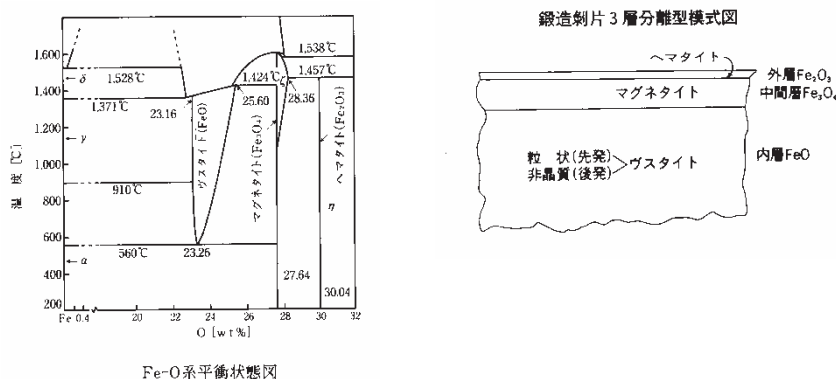 1.600
1.400
1.200
1.000
800
600
400
200
温度 [℃]
δ
γ
α
1.528℃
1.371℃
23.16
910℃
560℃
23.26
ヴスタイト(FeO)
1.424℃
25.60
マグネタイト(Fe₃O₄)
ζ
1.538℃
1.457℃
28.36
ヘマタイト(Fe₂O₃)
η
27.64
30.04
Fe 0.4 20 22 24 26 28 30 32
O [wt%]
Fe-O系平衡状態図
鍛造剝片3層分離型模式図
ヘマタイト
外層Fe₂O₃
マグネタイト
中間層Fe₃O₄
粒 状(先発)
非晶質(後発)
ヴスタイト
内層FeO